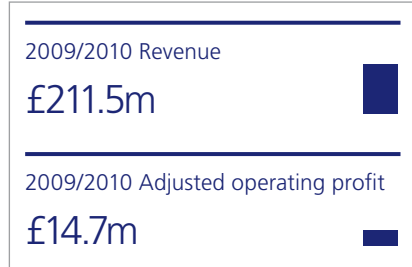 2009/2010 Revenue
£211.5m
2009/2010 Adjusted operating profit
£14.7m